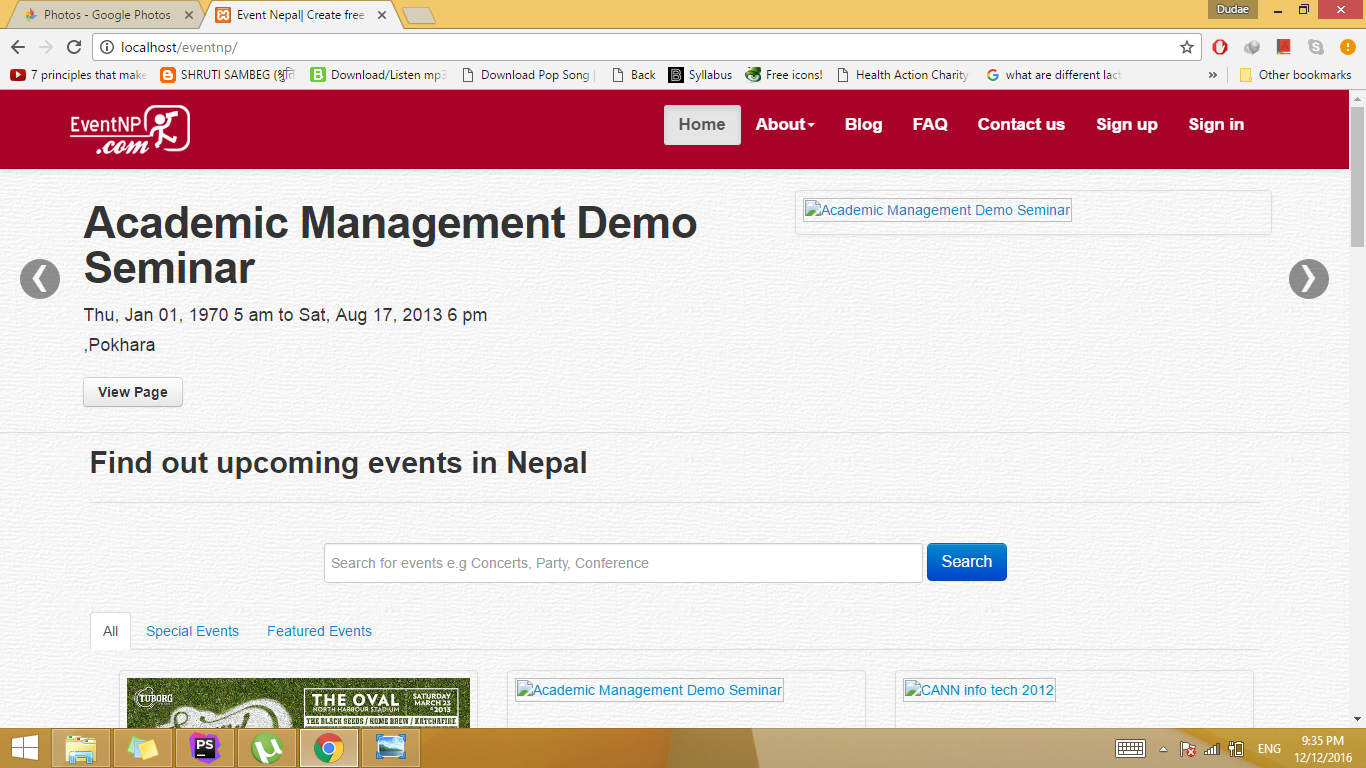 Photos - Google Photos
Event Nepal| Create free
Dudae
localhost/eventnp/
7 principles that make
SHRUTI SAMBEG
Download/Listen mp3
Download Pop Song |
Back
Syllabus
Free icons!
Health Action Charity
what are different lact
»
Other bookmarks
EventNP
.com
Home
About
Blog
FAQ
Contact us
Sign up
Sign in
Academic Management Demo
Seminar
Academic Management Demo Seminar
Thu, Jan 01, 1970 5 am to Sat, Aug 17, 2013 6 pm
,Pokhara
View Page
Find out upcoming events in Nepal
Search for events e.g Concerts, Party, Conference
Search
All
Special Events
Featured Events
TUBORG
THE OVAL
NORTH HARBOUR STADIUM
SATURDAY
MARCH 23
2013
THE BLACK SEEDS / HOME BREW / KATCHAFIRE
Academic Management Demo Seminar
CANN info tech 2012
PS
ENG
9:35 PM
12/12/2016